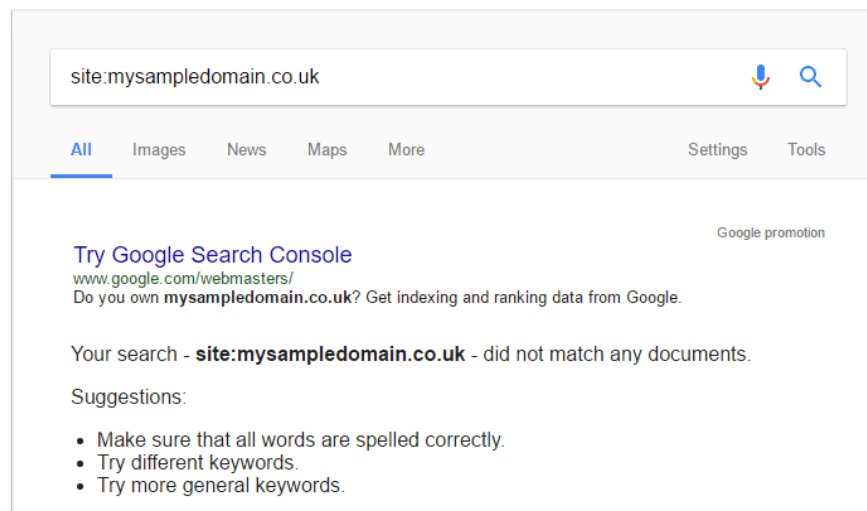 site:mysampledomain.co.uk
All Images News Maps More Settings Tools
Google promotion
Try Google Search Console
www.google.com/webmasters/
Do you own mysampledomain.co.uk? Get indexing and ranking data from Google.
Your search - site:mysampledomain.co.uk - did not match any documents.
Suggestions:
• Make sure that all words are spelled correctly.
• Try different keywords.
• Try more general keywords.